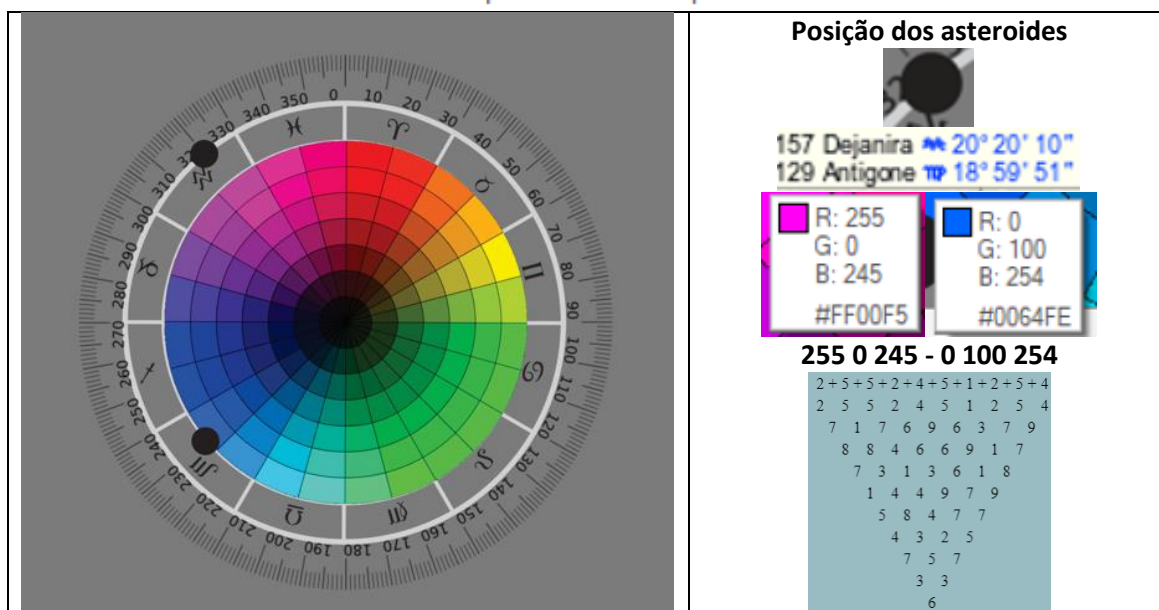 0 10 20 30 40 50 60 70 80 90 100 110 120 130 140 150 160 170 180 190 200 210 220 230 240 250 260 270 280 290 300 310 330 340 350
♈ ♉ ♊ ♋ ♌ ♍ ♎ ♏ ♐ ♑ ♒ ♓
Posição dos asteroides
157 Dejanira ♒ 20° 20' 10"
129 Antigone ♍ 18° 59' 51"
R: 255
G: 0
B: 245
#FF00F5
R: 0
G: 100
B: 254
#0064FE
255 0 245 - 0 100 254
2 + 5 + 5 + 2 + 4 + 5 + 1 + 2 + 5 + 4
2 5 5 2 4 5 1 2 5 4
7 1 7 6 9 6 3 7 9
8 8 4 6 6 9 1 7
7 3 1 3 6 1 8
1 4 4 9 7 9
5 8 4 7 7
4 3 2 5
7 5 7
3 3
6